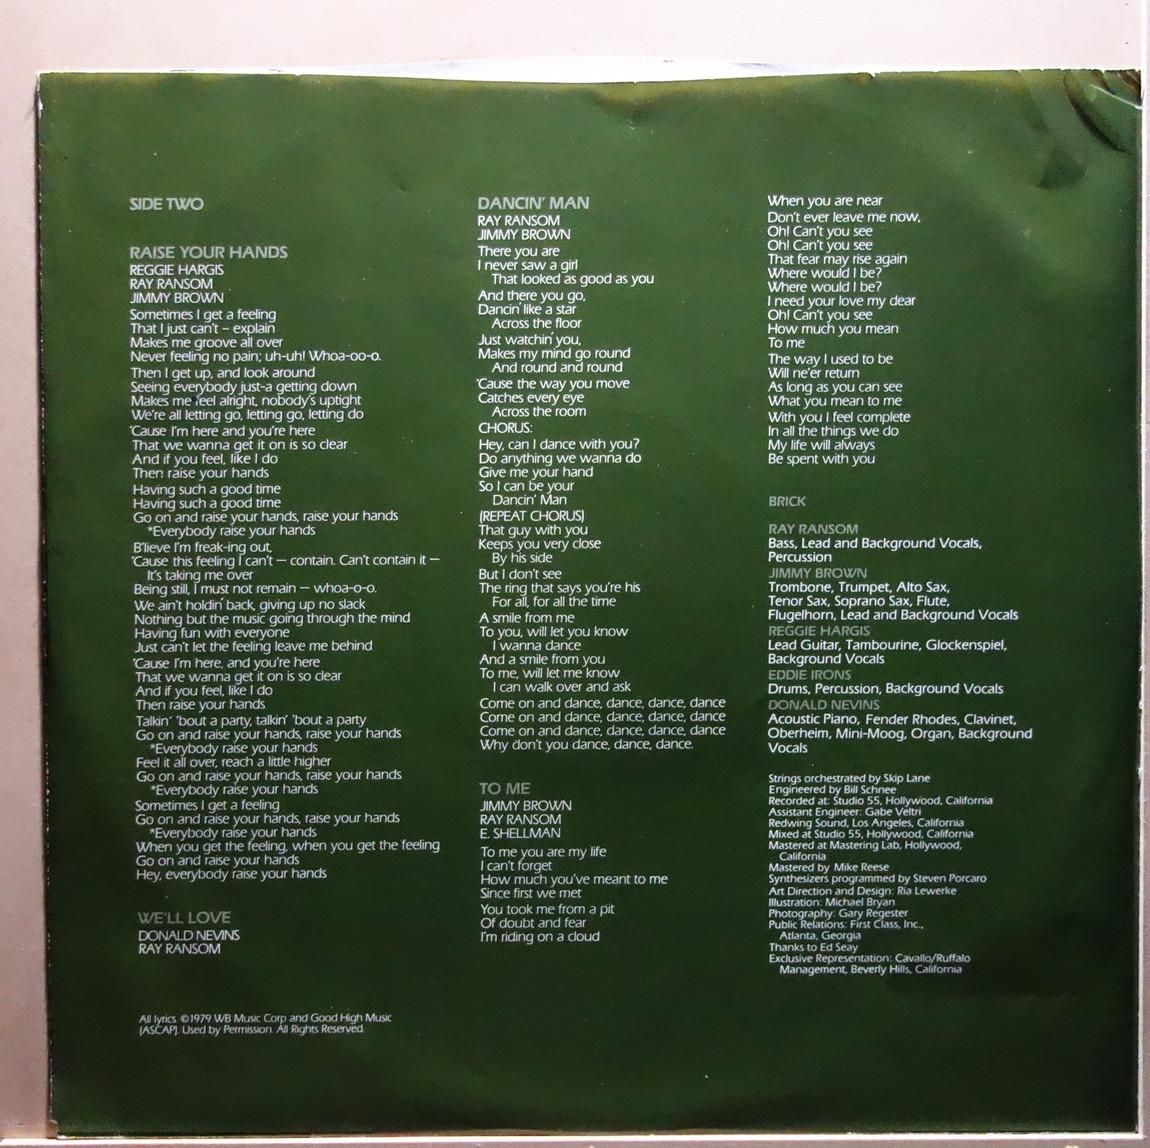 SIDE TWO
RAISE YOUR HANDS
REGGIE HARGIS
RAY RANSOM
JIMMY BROWN
Sometimes I get a feeling
That I just can't – explain
Makes me groove all over
Never feeling no pain; uh-uh! Whoa-oo-o.
Then I get up, and look around
Seeing everybody just-a getting down
Makes me feel alright, nobody's uptight
We're all letting go, letting go, letting do
'Cause I'm here and you're here
That we wanna get it on is so clear
And if you feel, like I do
Then raise your hands
Having such a good time
Having such a good time
Go on and raise your hands, raise your hands
*Everybody raise your hands
B'lieve I'm freak-ing out,
'Cause this feeling I can't — contain. Can't contain it —
It's taking me over
Being still, I must not remain — whoa-o-o.
We ain't holdin' back, giving up no slack
Nothing but the music going through the mind
Having fun with everyone
Just can't let the feeling leave me behind
'Cause I'm here, and you're here
That we wanna get it on is so clear
And if you feel, like I do
Then raise your hands
Talkin' 'bout a party, talkin' 'bout a party
Go on and raise your hands, raise your hands
*Everybody raise your hands
Feel it all over, reach a little higher
Go on and raise your hands, raise your hands
*Everybody raise your hands
Sometimes I get a feeling
Go on and raise your hands, raise your hands
*Everybody raise your hands
When you get the feeling, when you get the feeling
Go on and raise your hands
Hey, everybody raise your hands
WE'LL LOVE
DONALD NEVINS
RAY RANSOM
All lyrics ©1979 WB Music Corp and Good High Music
(ASCAP). Used by Permission. All Rights Reserved.
DANCIN' MAN
RAY RANSOM
JIMMY BROWN
There you are
I never saw a girl
That looked as good as you
And there you go,
Dancin' like a star
Across the floor
Just watchin' you,
Makes my mind go round
And round and round
'Cause the way you move
Catches every eye
Across the room
CHORUS:
Hey, can I dance with you?
Do anything we wanna do
Give me your hand
So I can be your
Dancin' Man
(REPEAT CHORUS)
That guy with you
Keeps you very close
By his side
But I don't see
The ring that says you're his
For all, for all the time
A smile from me
To you, will let you know
I wanna dance
And a smile from you
To me, will let me know
I can walk over and ask
Come on and dance, dance, dance, dance
Come on and dance, dance, dance, dance
Come on and dance, dance, dance, dance
Why don't you dance, dance, dance.
TO ME
JIMMY BROWN
RAY RANSOM
E. SHELLMAN
To me you are my life
I can't forget
How much you've meant to me
Since first we met
You took me from a pit
Of doubt and fear
I'm riding on a cloud
When you are near
Don't ever leave me now,
Oh! Can't you see
Oh! Can't you see
That fear may rise again
Where would I be?
Where would I be?
I need your love my dear
Oh! Can't you see
How much you mean
To me
The way I used to be
Will ne'er return
As long as you can see
What you mean to me
With you I feel complete
In all the things we do
My life will always
Be spent with you
BRICK
RAY RANSOM
Bass, Lead and Background Vocals,
Percussion
JIMMY BROWN
Trombone, Trumpet, Alto Sax,
Tenor Sax, Soprano Sax, Flute,
Flugelhorn, Lead and Background Vocals
REGGIE HARGIS
Lead Guitar, Tambourine, Glockenspiel,
Background Vocals
EDDIE IRONS
Drums, Percussion, Background Vocals
DONALD NEVINS
Acoustic Piano, Fender Rhodes, Clavinet,
Oberheim, Mini-Moog, Organ, Background
Vocals
Strings orchestrated by Skip Lane
Engineered by Bill Schnee
Recorded at: Studio 55, Hollywood, California
Assistant Engineer: Gabe Veltri
Redwing Sound, Los Angeles, California
Mixed at Studio 55, Hollywood, California
Mastered at Mastering Lab, Hollywood,
California
Mastered by Mike Reese
Synthesizers programmed by Steven Porcaro
Art Direction and Design: Ria Lewerke
Illustration: Michael Bryan
Photography: Gary Regester
Public Relations: First Class, Inc.,
Atlanta, Georgia
Thanks to Ed Seay
Exclusive Representation: Cavallo/Ruffalo
Management, Beverly Hills, California